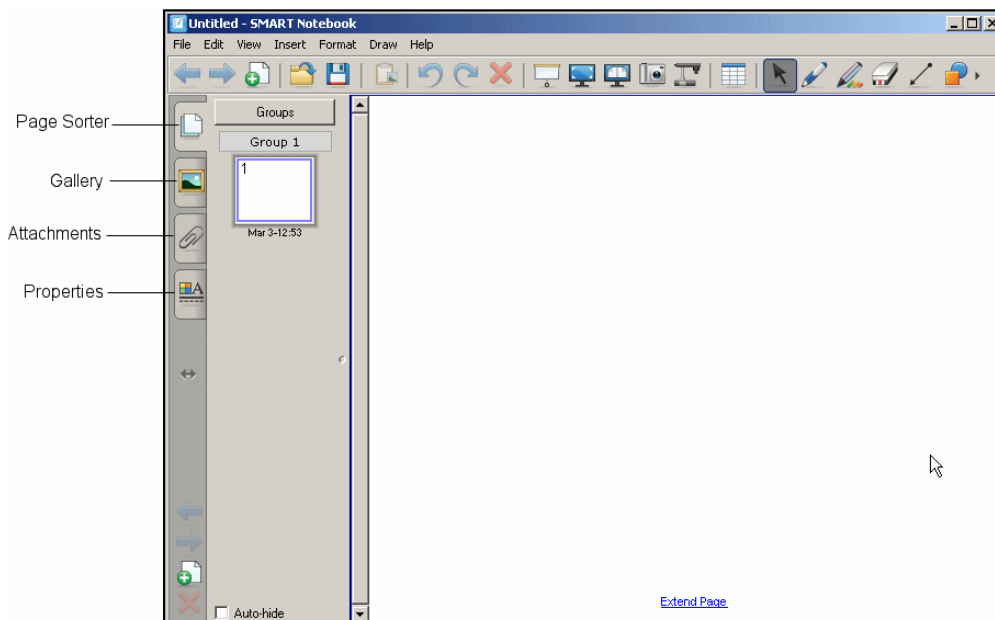 Untitled - SMART Notebook
File Edit View Insert Format Draw Help
Page Sorter
Groups
Group 1
1
Gallery
Mar 3-12:53
Attachments
A
Properties
Auto-hide
Extend Page